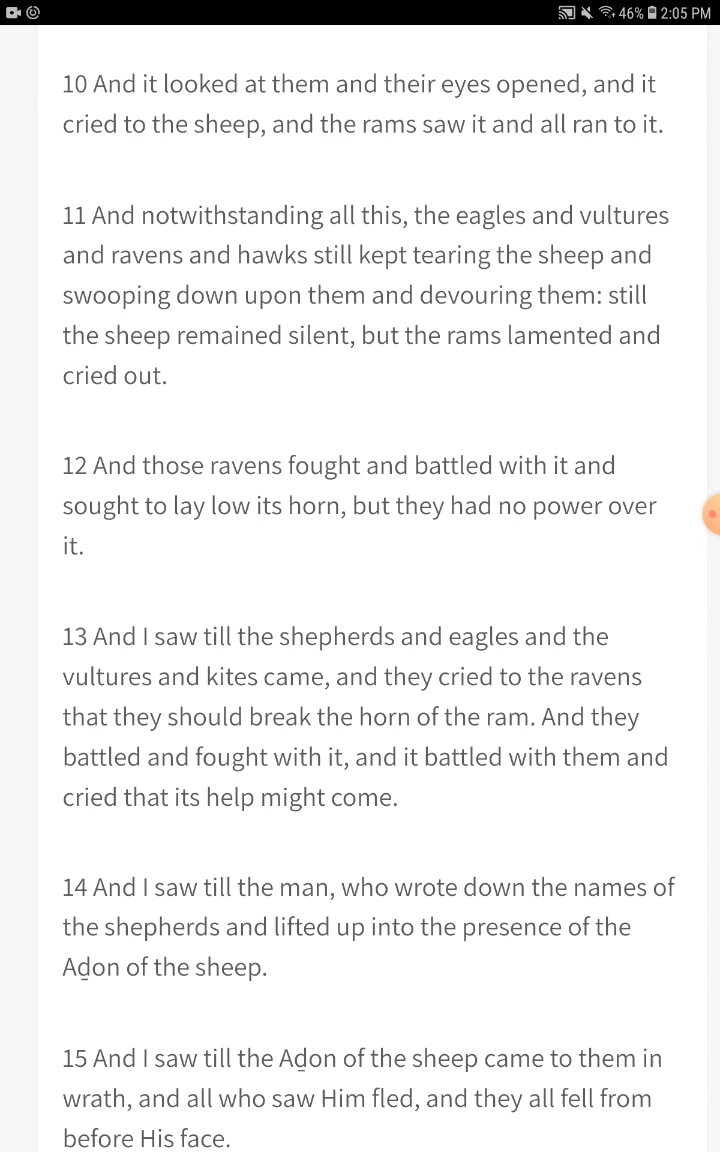 46% 2:05 PM
10 And it looked at them and their eyes opened, and it
cried to the sheep, and the rams saw it and all ran to it.
11 And notwithstanding all this, the eagles and vultures
and ravens and hawks still kept tearing the sheep and
swooping down upon them and devouring them: still
the sheep remained silent, but the rams lamented and
cried out.
12 And those ravens fought and battled with it and
sought to lay low its horn, but they had no power over
it.
13 And I saw till the shepherds and eagles and the
vultures and kites came, and they cried to the ravens
that they should break the horn of the ram. And they
battled and fought with it, and it battled with them and
cried that its help might come.
14 And I saw till the man, who wrote down the names of
the shepherds and lifted up into the presence of the
Aḏon of the sheep.
15 And I saw till the Aḏon of the sheep came to them in
wrath, and all who saw Him fled, and they all fell from
before His face.